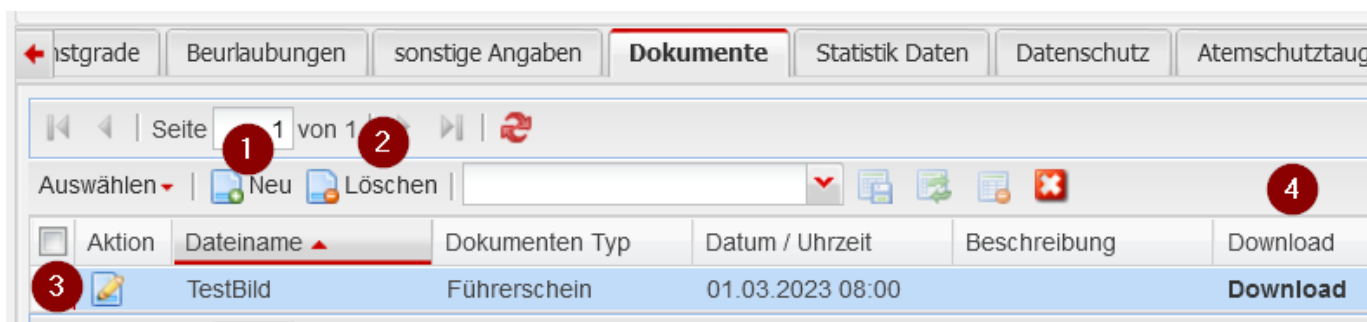 nstgrade Beurlaubungen sonstige Angaben Dokumente Statistik Daten Datenschutz Atemschutztaug
Seite 1 von 1
1 2
Auswählen Neu Löschen
4
Aktion Dateiname Dokumenten Typ Datum / Uhrzeit Beschreibung Download
3 TestBild Führerschein 01.03.2023 08:00 Download